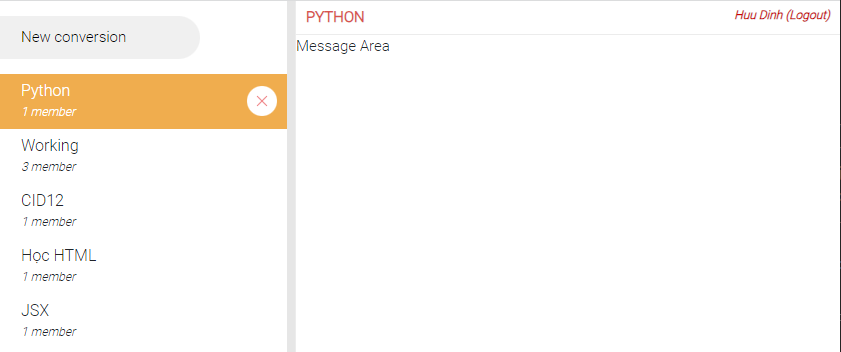 New conversion
Python
1 member
Working
3 member
CID12
1 member
Học HTML
1 member
JSX
1 member
PYTHON
Huu Dinh (Logout)
Message Area